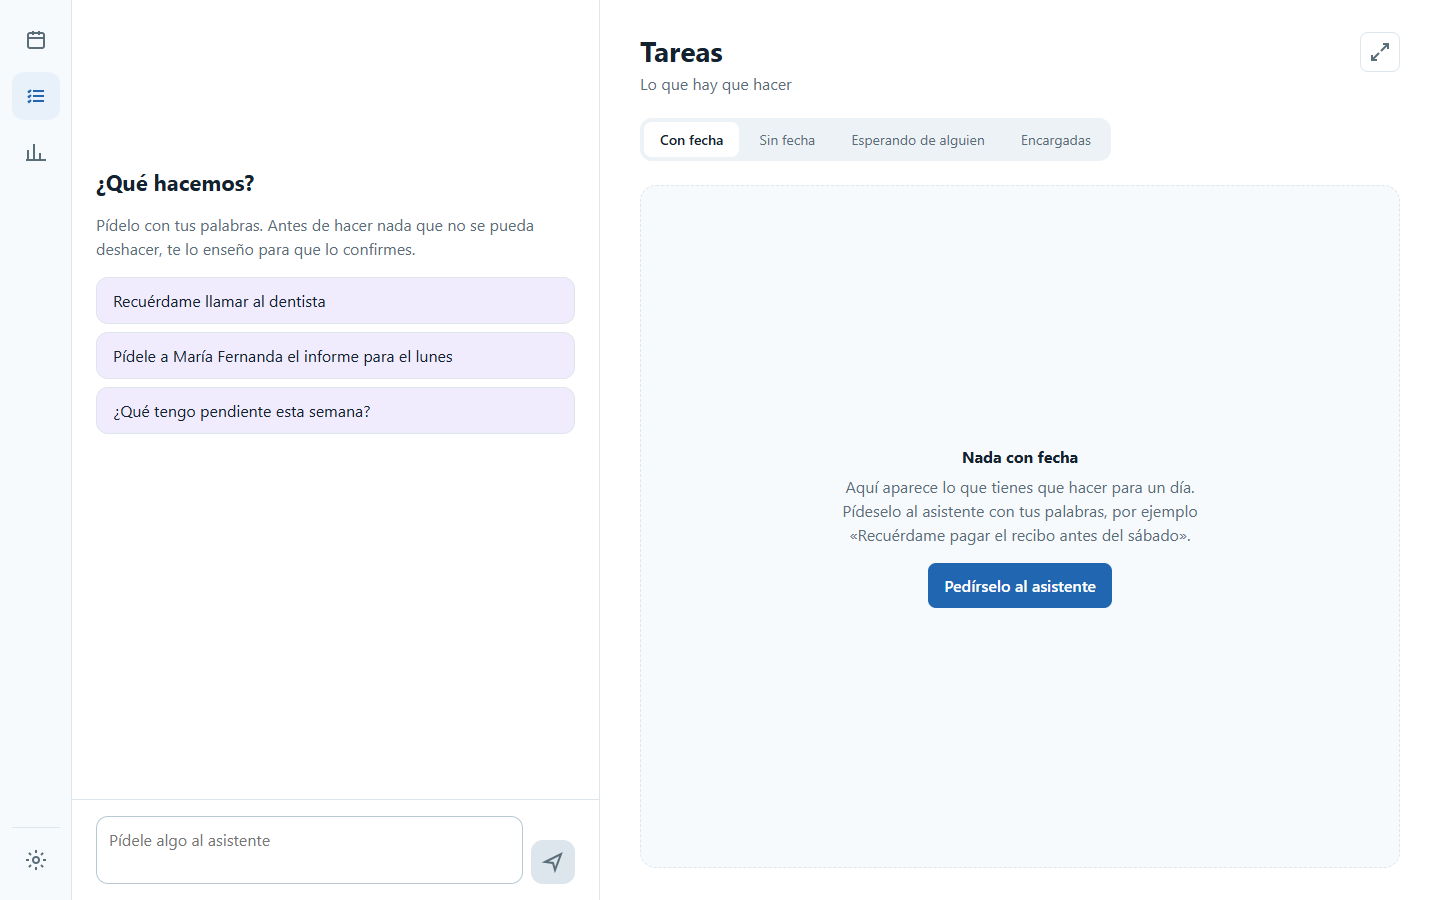 ¿Qué hacemos?
Pídelo con tus palabras. Antes de hacer nada que no se pueda
deshacer, te lo enseño para que lo confirmes.
Recuérdame llamar al dentista
Pídele a María Fernanda el informe para el lunes
¿Qué tengo pendiente esta semana?
Pídele algo al asistente
Tareas
Lo que hay que hacer
Con fecha
Sin fecha
Esperando de alguien
Encargadas
Nada con fecha
Aquí aparece lo que tienes que hacer para un día.
Pídeselo al asistente con tus palabras, por ejemplo
«Recuérdame pagar el recibo antes del sábado».
Pedírselo al asistente